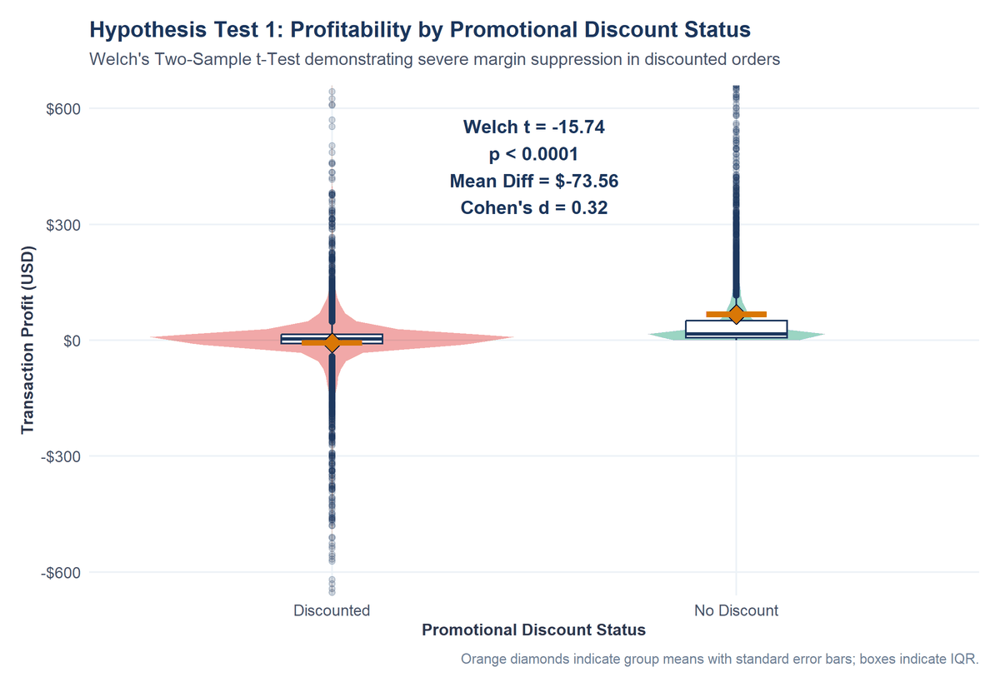 Hypothesis Test 1: Profitability by Promotional Discount Status
Welch's Two-Sample t-Test demonstrating severe margin suppression in discounted orders
Welch t = -15.74
p < 0.0001
Mean Diff = $-73.56
Cohen's d = 0.32
Transaction Profit (USD)
$600
$300
$0
-$300
-$600
Discounted
No Discount
Promotional Discount Status
Orange diamonds indicate group means with standard error bars; boxes indicate IQR.